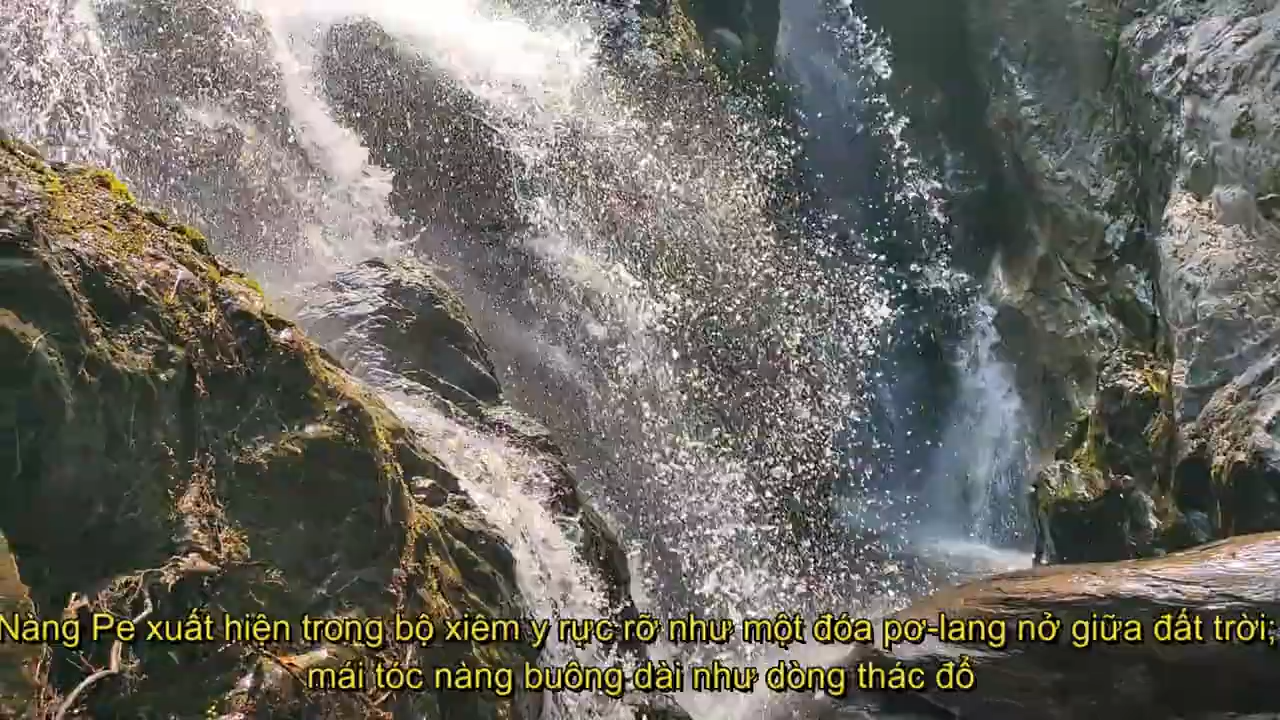 Nàng Pe xuất hiện trong bộ xiêm y rực rỡ như một đóa pơ-lang nở giữa đất trời;
mái tóc nàng buông dài như dòng thác đổ